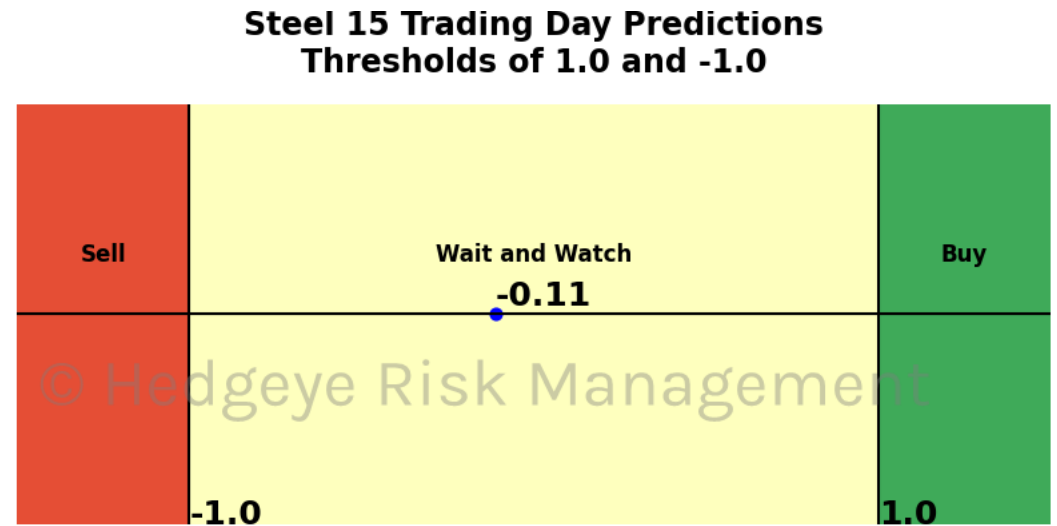 Steel 15 Trading Day Predictions
Thresholds of 1.0 and -1.0
Sell
Wait and Watch
Buy
-0.11
© Hedgeye Risk Management
-1.0
1.0